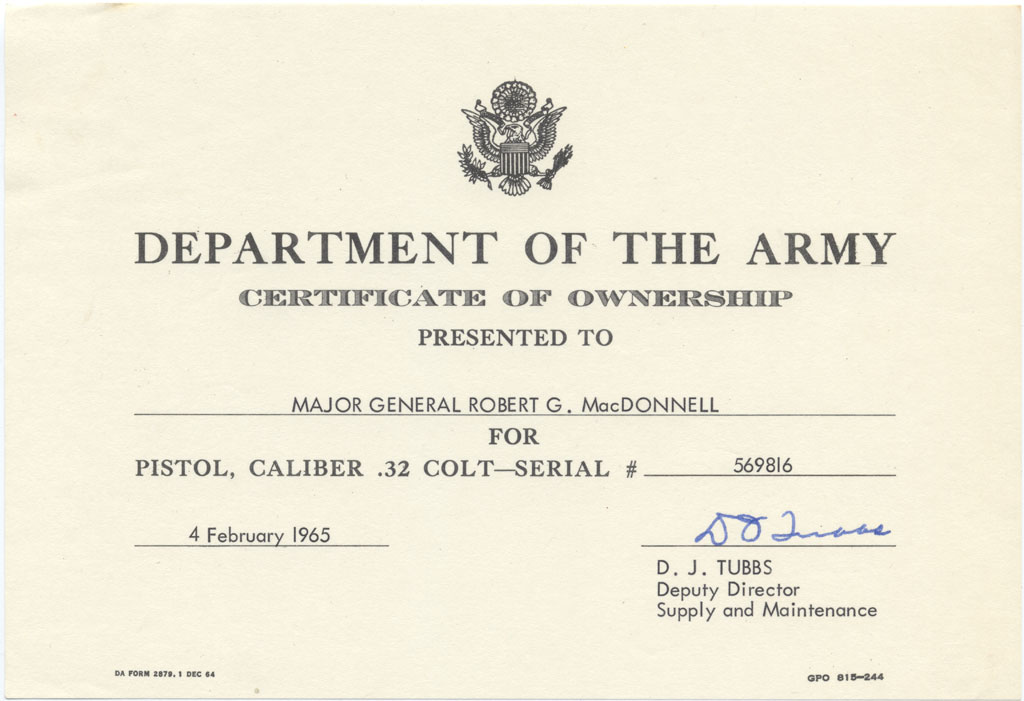 DEPARTMENT OF THE ARMY
CERTIFICATE OF OWNERSHIP
PRESENTED TO
MAJOR GENERAL ROBERT G. MacDONNELL
FOR
PISTOL, CALIBER .32 COLT—SERIAL # 569816
4 February 1965
D J Tubbs
D. J. TUBBS
Deputy Director
Supply and Maintenance
DA FORM 2879, 1 DEC 64
GPO 815-244